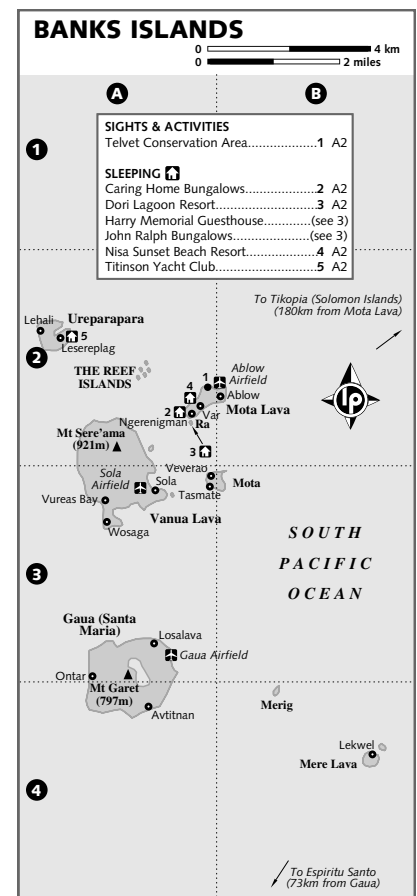 BANKS ISLANDS
0 4 km
0 2 miles
A B
1
SIGHTS & ACTIVITIES
Telvet Conservation Area....................1 A2
SLEEPING
Caring Home Bungalows.....................2 A2
Dori Lagoon Resort.............................3 A2
Harry Memorial Guesthouse.............(see 3)
John Ralph Bungalows....................(see 3)
Nisa Sunset Beach Resort...................4 A2
Titinson Yacht Club.............................5 A2
To Tikopia (Solomon Islands)
(180km from Mota Lava)
Lehali
Ureparapara
5
Lesereplag
2
THE REEF
ISLANDS
1
Ablow
Airfield
4
Ablow
2
Var
Mota Lava
Ngerenigman
Ra
lp
Mt Sere'ama
(921m)
3
Veverao
Sola
Airfield
Sola
Mota
Tasmate
Vureas Bay
Vanua Lava
Wosaga
SOUTH
PACIFIC
OCEAN
3
Gaua (Santa
Maria)
Losalava
Gaua Airfield
Ontar
Mt Garet
(797m)
Avtitnan
Merig
Lekwel
Mere Lava
4
To Espiritu Santo
(73km from Gaua)